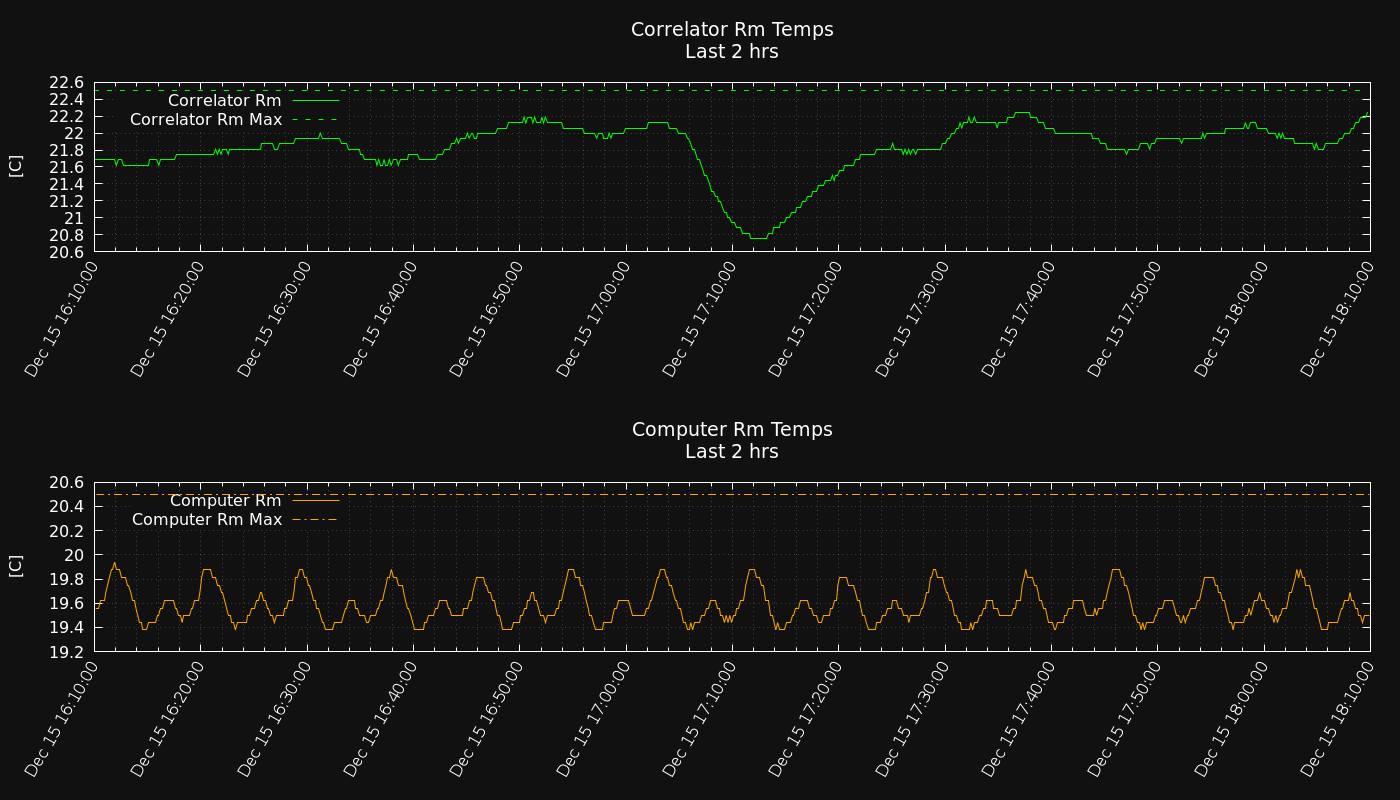 Correlator Rm Temps
Last 2 hrs
22.6
22.4
22.2
22
21.8
21.6
21.4
21.2
21
20.8
20.6
[C]
Correlator Rm
Correlator Rm Max
Dec 15 16:10:00
Dec 15 16:20:00
Dec 15 16:30:00
Dec 15 16:40:00
Dec 15 16:50:00
Dec 15 17:00:00
Dec 15 17:10:00
Dec 15 17:20:00
Dec 15 17:30:00
Dec 15 17:40:00
Dec 15 17:50:00
Dec 15 18:00:00
Dec 15 18:10:00
Computer Rm Temps
Last 2 hrs
20.6
20.4
20.2
20
19.8
19.6
19.4
19.2
[C]
Computer Rm
Computer Rm Max
Dec 15 16:10:00
Dec 15 16:20:00
Dec 15 16:30:00
Dec 15 16:40:00
Dec 15 16:50:00
Dec 15 17:00:00
Dec 15 17:10:00
Dec 15 17:20:00
Dec 15 17:30:00
Dec 15 17:40:00
Dec 15 17:50:00
Dec 15 18:00:00
Dec 15 18:10:00